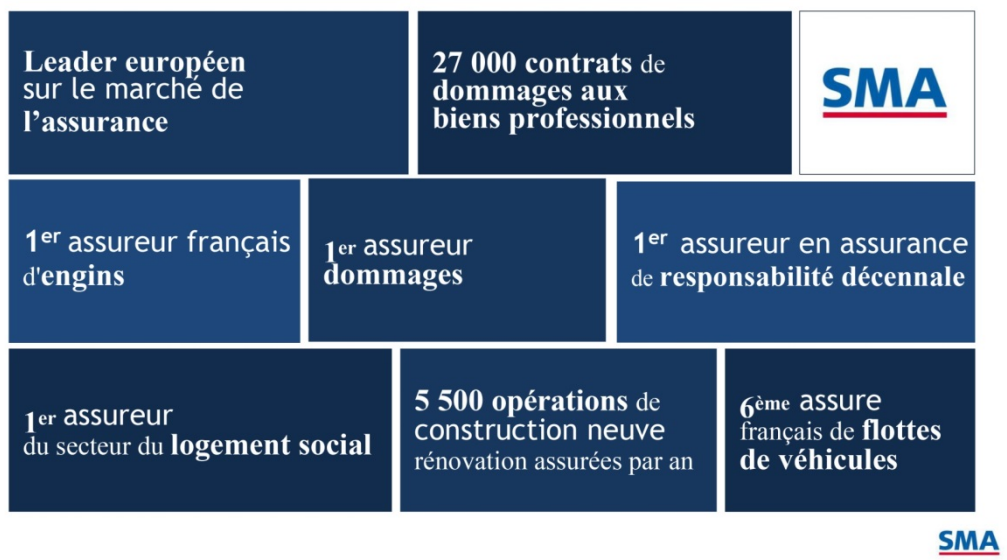 Leader européen
sur le marché de
l’assurance
27 000 contrats de
dommages aux
biens professionnels
SMA
1er assureur français
d'engins
1er assureur
dommages
1er assureur en assurance
de responsabilité décennale
1er assureur
du secteur du logement social
5 500 opérations de
construction neuve
rénovation assurées par an
6ème assure
français de flottes
de véhicules
SMA